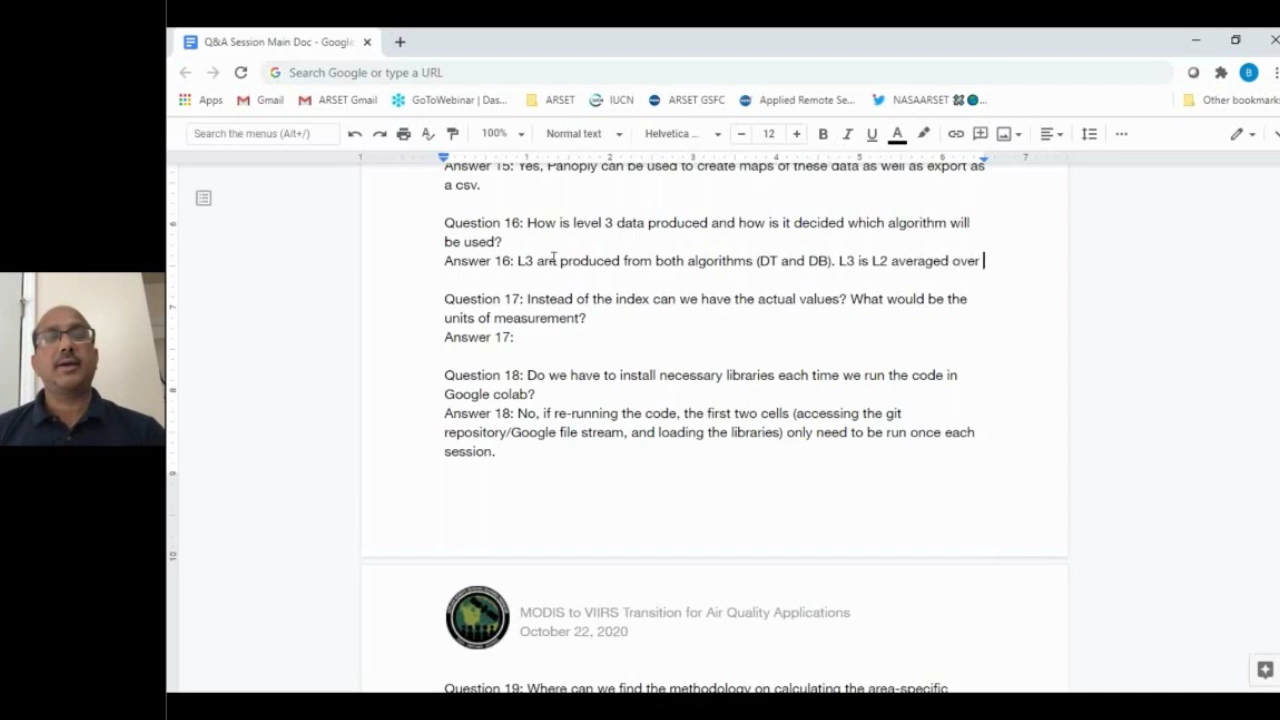 Q&A Session Main Doc - Google
Search Google or type a URL
B
Apps
Gmail
ARSET Gmail
GoToWebinar | Das...
ARSET
IUCN
ARSET GSFC
Applied Remote Se...
NASAARSET
Other bookmark
Search the menus (Alt+/)
100%
Normal text
Helvetica ...
12
B I U A
1 1 2 3 4 5 6 7
Answer 15: Yes, Panoply can be used to create maps of these data as well as export as
a csv.
Question 16: How is level 3 data produced and how is it decided which algorithm will
be used?
Answer 16: L3 are produced from both algorithms (DT and DB). L3 is L2 averaged over
Question 17: Instead of the index can we have the actual values? What would be the
units of measurement?
Answer 17:
Question 18: Do we have to install necessary libraries each time we run the code in
Google colab?
Answer 18: No, if re-running the code, the first two cells (accessing the git
repository/Google file stream, and loading the libraries) only need to be run once each
session.
MODIS to VIIRS Transition for Air Quality Applications
October 22, 2020
Question 19: Where can we find the methodology on calculating the area-specific